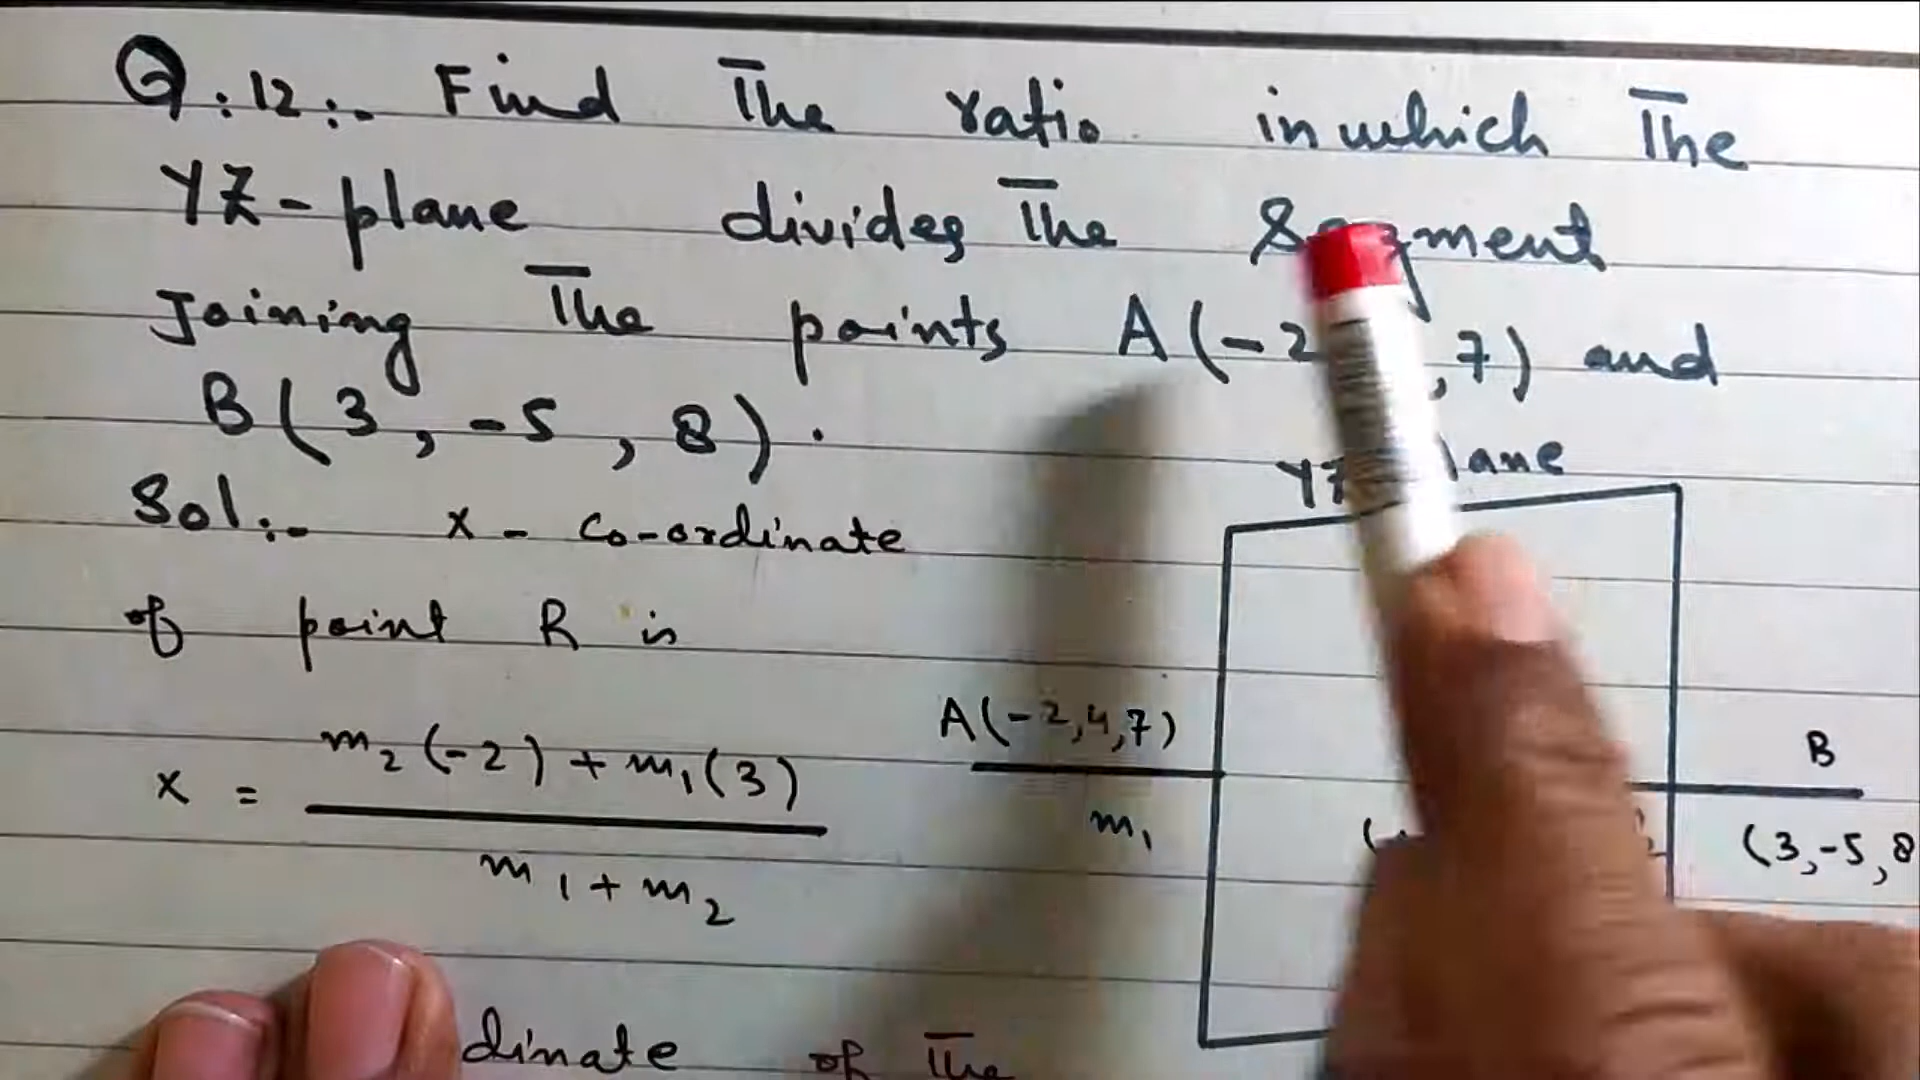 Q.12:- Find The ratio in which The
YZ-plane divides The Segment
Joining The points A(-2 ,7) and
B(3,-5,8).
Sol:- x-co-ordinate
of point R is
x = m₂(-2)+m₁(3)
m₁+m₂
YZ lane
A(-2,4,7)
m₁
B
(3,-5,8
dinate of The